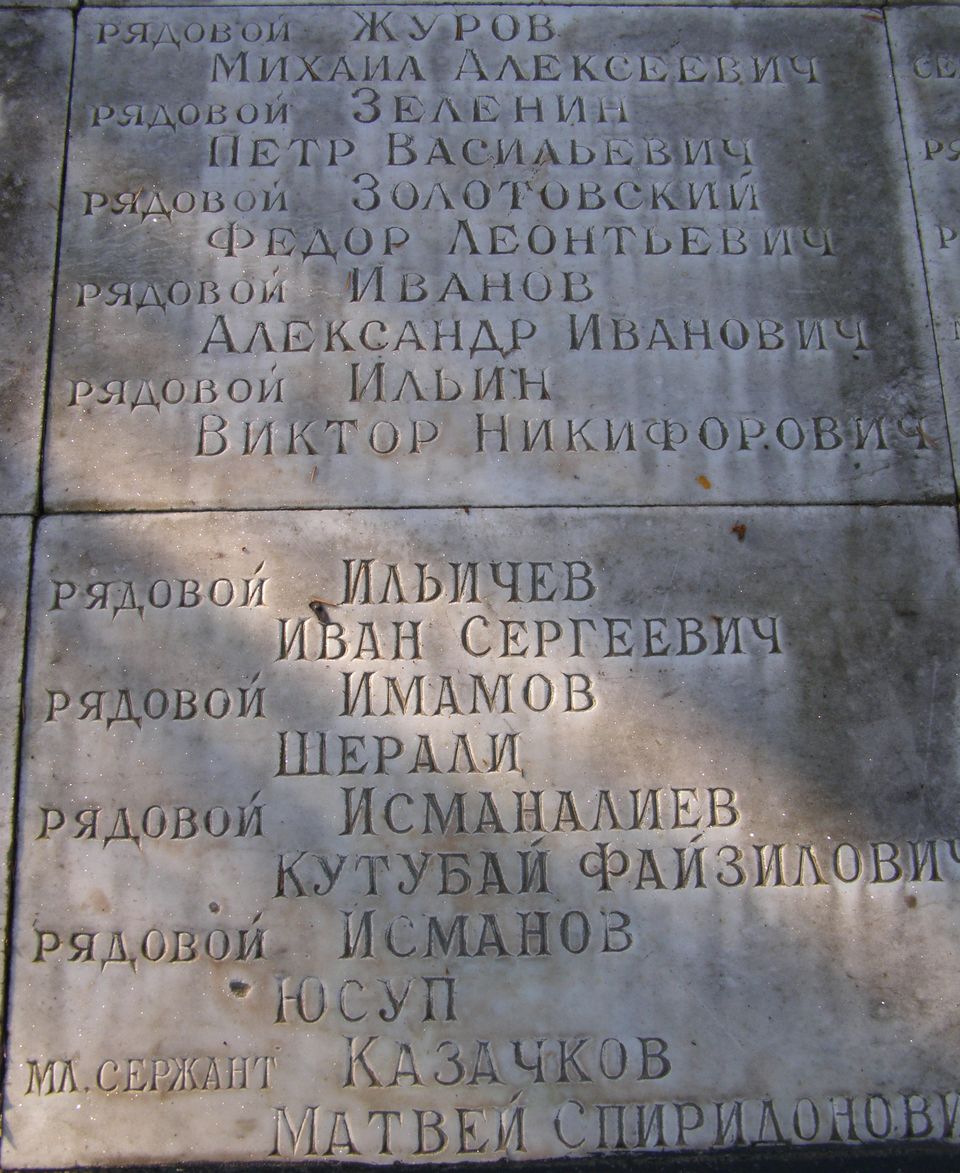 рядовой Журов
Михаил Алексеевич
рядовой Зеленин
Петр Васильевич
рядовой Золотовский
Федор Леонтьевич
рядовой Иванов
Александр Иванович
рядовой Ильин
Виктор Никифорович
рядовой Ильичев
Иван Сергеевич
рядовой Имамов
Шерали
рядовой Исманалиев
Кутубай Файзилович
рядовой Исманов
Юсуп
мл. сержант Казачков
Матвей